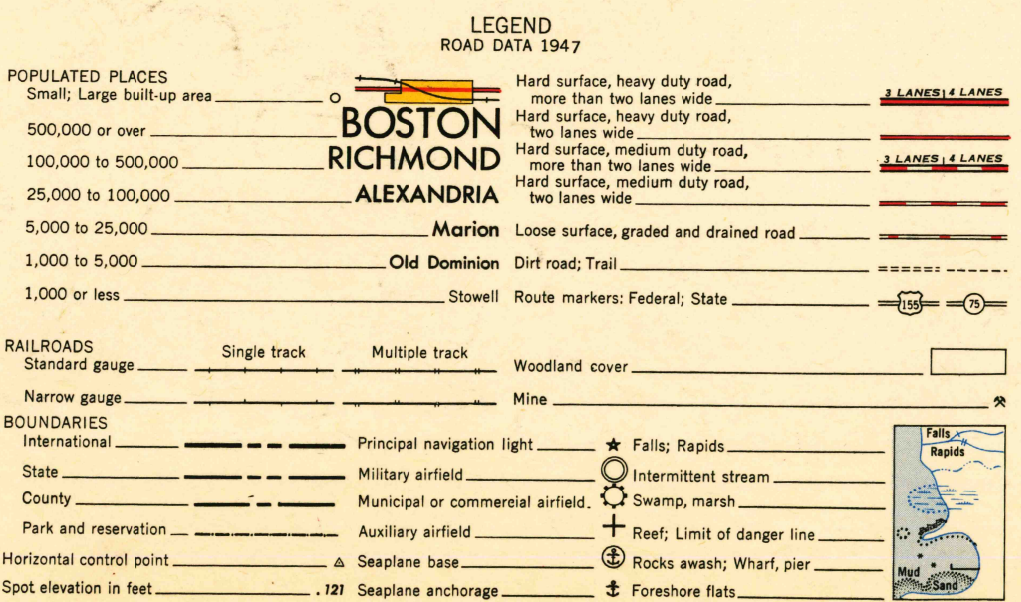 LEGEND
ROAD DATA 1947
POPULATED PLACES
Small; Large built-up area
500,000 or over BOSTON
100,000 to 500,000 RICHMOND
25,000 to 100,000 ALEXANDRIA
5,000 to 25,000 Marion
1,000 to 5,000 Old Dominion
1,000 or less Stowell
Hard surface, heavy duty road,
more than two lanes wide 3 LANES 4 LANES
Hard surface, heavy duty road,
two lanes wide
Hard surface, medium duty road,
more than two lanes wide 3 LANES 4 LANES
Hard surface, medium duty road,
two lanes wide
Loose surface, graded and drained road
Dirt road; Trail
Route markers: Federal; State 155 75
RAILROADS
Single track Multiple track
Standard gauge
Narrow gauge
Woodland cover
Mine
BOUNDARIES
International
State
County
Park and reservation
Horizontal control point
Spot elevation in feet .121
Principal navigation light
Military airfield
Municipal or commereial airfield.
Auxiliary airfield
Seaplane base
Seaplane anchorage
Falls; Rapids
Intermittent stream
Swamp, marsh
Reef; Limit of danger line
Rocks awash; Wharf, pier
Foreshore flats
Falls
Rapids
Mud
Sand